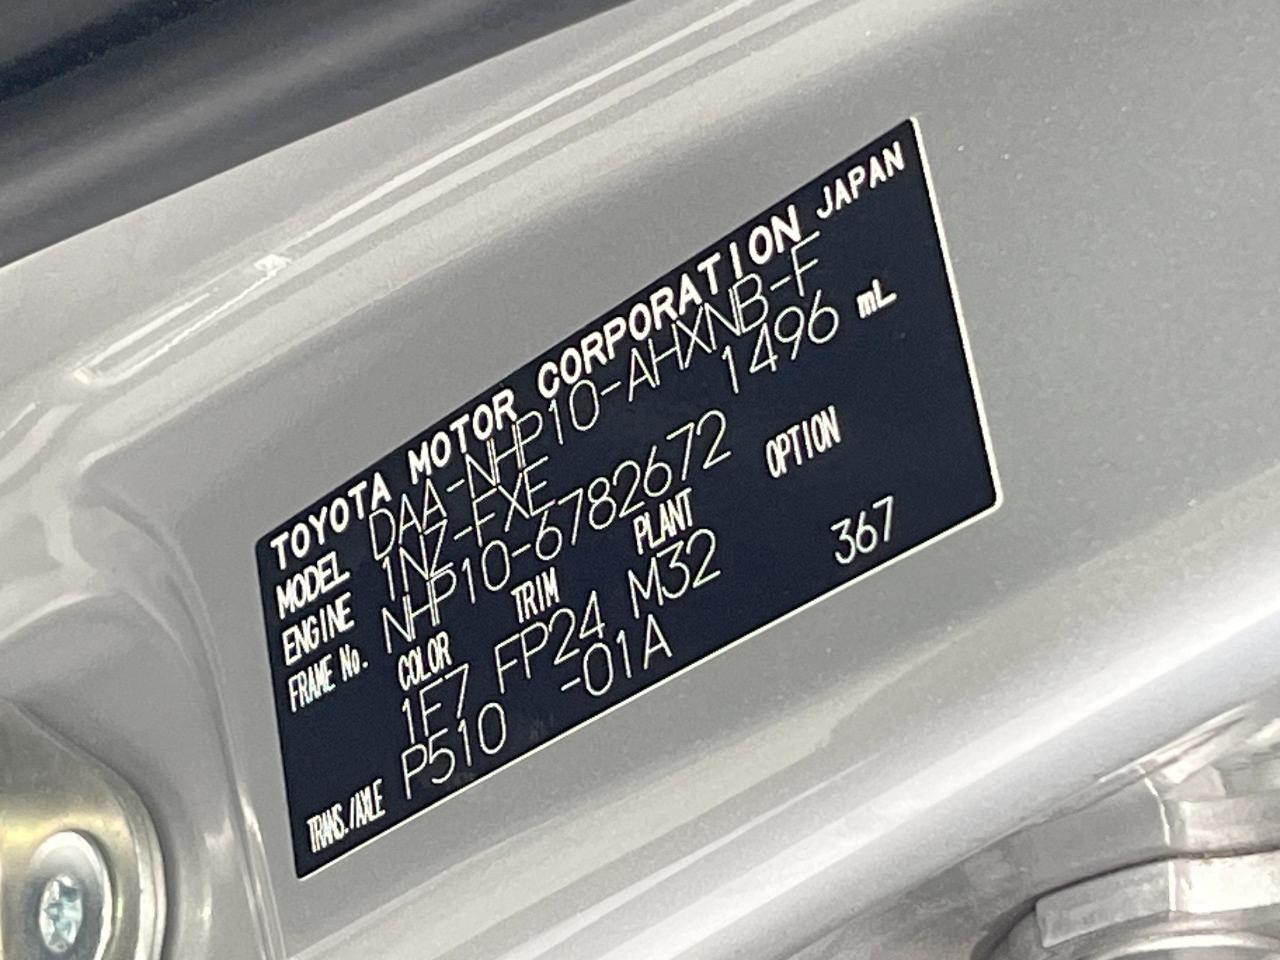 TOYOTA MOTOR CORPORATION JAPAN
MODEL DAA-NHP10-AHXNB-F
ENGINE 1NZ-FXE 1496 mL
FRAME No. NHP10-6782672
COLOR TRIM PLANT OPTION
1F7 FP24 M32 367
TRANS./AXLE P510 -01A